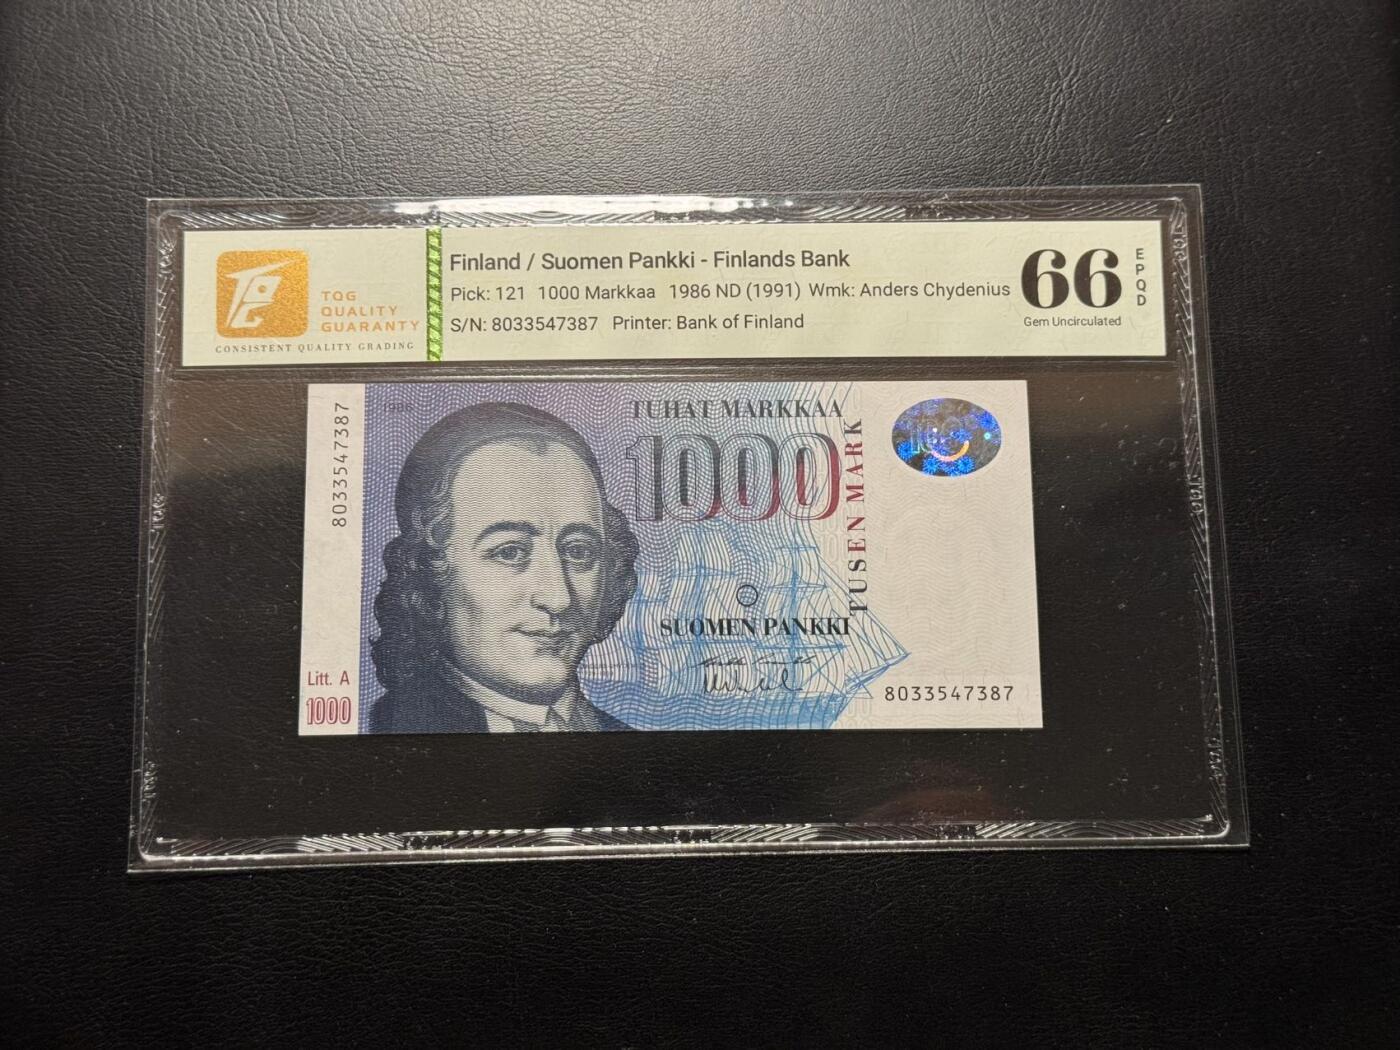 TQG
QUALITY
GUARANTY
CONSISTENT QUALITY GRADING
Finland / Suomen Pankki - Finlands Bank
Pick: 121 1000 Markkaa 1986 ND (1991) Wmk: Anders Chydenius
S/N: 8033547387 Printer: Bank of Finland
66
EPQD
Gem Uncirculated
8033547387
1986
TUHAT MARKKAA
1000
TUSEN MARK
SUOMEN PANKKI
Litt. A
1000
8033547387